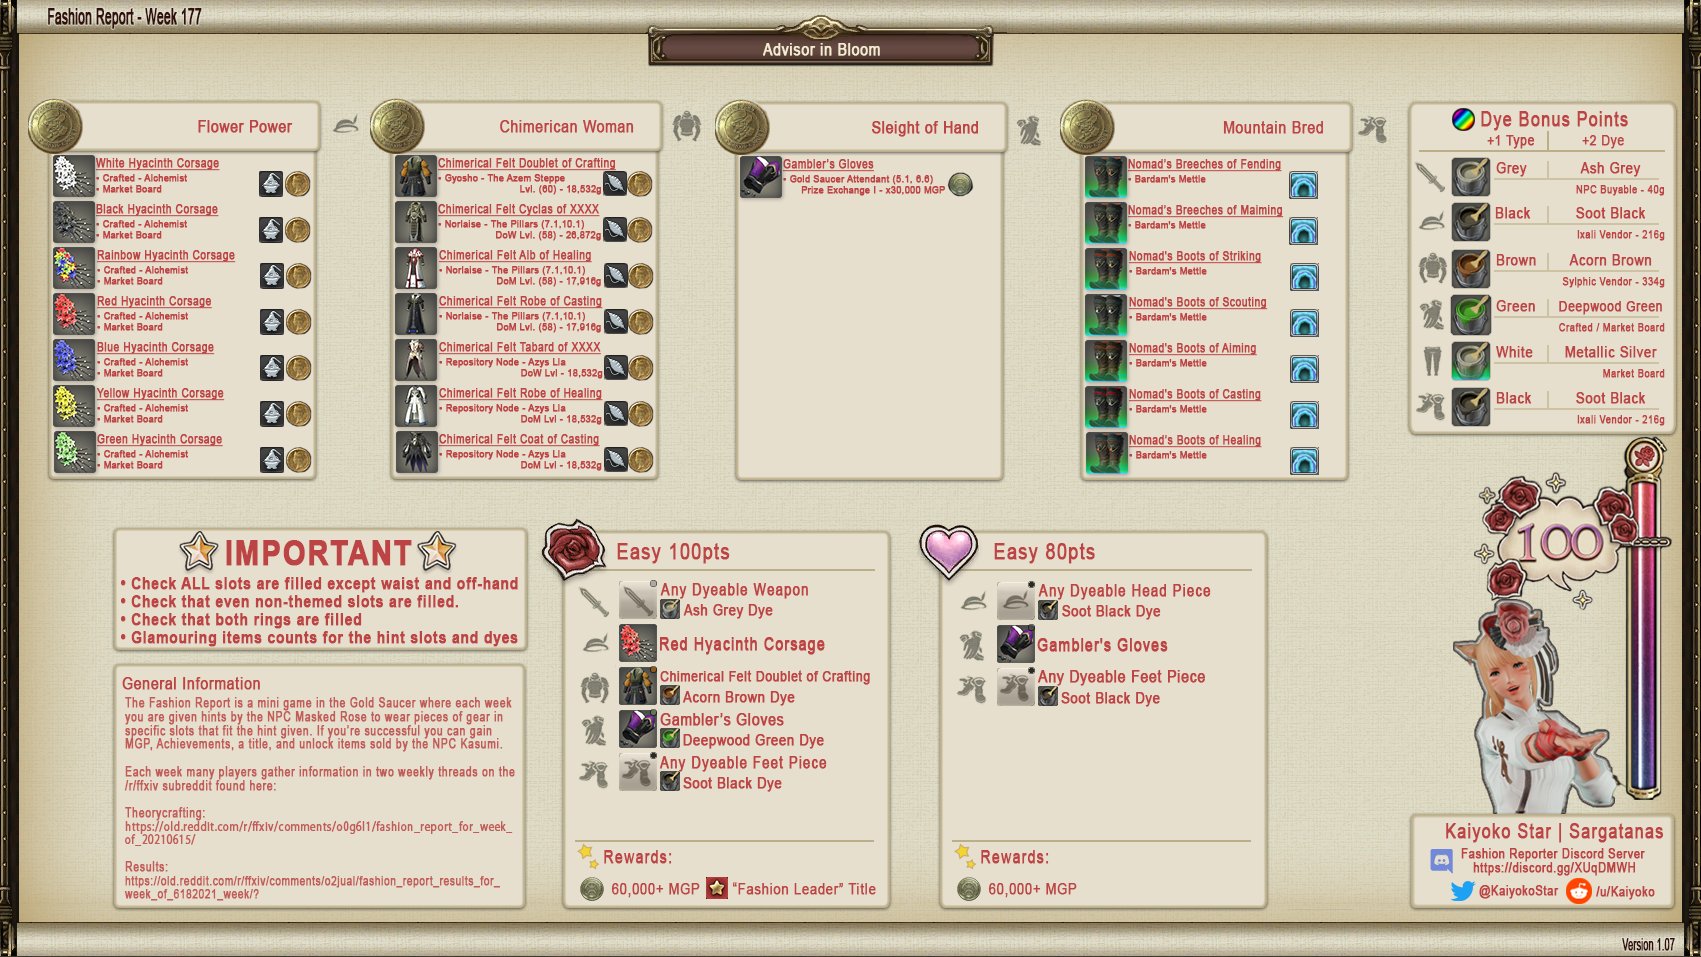 Fashion Report - Week 177
Advisor in Bloom
Flower Power
White Hyacinth Corsage
• Crafted - Alchemist
• Market Board
Black Hyacinth Corsage
• Crafted - Alchemist
• Market Board
Rainbow Hyacinth Corsage
• Crafted - Alchemist
• Market Board
Red Hyacinth Corsage
• Crafted - Alchemist
• Market Board
Blue Hyacinth Corsage
• Crafted - Alchemist
• Market Board
Yellow Hyacinth Corsage
• Crafted - Alchemist
• Market Board
Green Hyacinth Corsage
• Crafted - Alchemist
• Market Board
Chimerican Woman
Chimerical Felt Doublet of Crafting
• Gyosho - The Azem Steppe
Lvl. (60) - 18,532g
Chimerical Felt Cyclas of XXXX
• Norlaise - The Pillars (7.1,10.1)
DoW Lvl. (58) - 26,872g
Chimerical Felt Alb of Healing
• Norlaise - The Pillars (7.1,10.1)
DoM Lvl. (58) - 17,916g
Chimerical Felt Robe of Casting
• Norlaise - The Pillars (7.1,10.1)
DoM Lvl. (58) - 17,916g
Chimerical Felt Tabard of XXXX
• Repository Node - Azys Lla
DoW Lvl - 18,532g
Chimerical Felt Robe of Healing
• Repository Node - Azys Lla
DoM Lvl - 18,532g
Chimerical Felt Coat of Casting
• Repository Node - Azys Lla
DoM Lvl - 18,532g
Sleight of Hand
Gambler's Gloves
• Gold Saucer Attendant (5.1, 6.6)
Prize Exchange I - x30,000 MGP
Mountain Bred
Nomad's Breeches of Fending
• Bardam's Mettle
Nomad's Breeches of Maiming
• Bardam's Mettle
Nomad's Boots of Striking
• Bardam's Mettle
Nomad's Boots of Scouting
• Bardam's Mettle
Nomad's Boots of Aiming
• Bardam's Mettle
Nomad's Boots of Casting
• Bardam's Mettle
Nomad's Boots of Healing
• Bardam's Mettle
Dye Bonus Points
+1 Type | +2 Dye
Grey Ash Grey
NPC Buyable - 40g
Black Soot Black
Ixali Vendor - 216g
Brown Acorn Brown
Sylphic Vendor - 334g
Green Deepwood Green
Crafted / Market Board
White Metallic Silver
Market Board
Black Soot Black
Ixali Vendor - 216g
IMPORTANT
• Check ALL slots are filled except waist and off-hand
• Check that even non-themed slots are filled.
• Check that both rings are filled
• Glamouring items counts for the hint slots and dyes
General Information
The Fashion Report is a mini game in the Gold Saucer where each week
you are given hints by the NPC Masked Rose to wear pieces of gear in
specific slots that fit the hint given. If you're successful you can gain
MGP, Achievements, a title, and unlock items sold by the NPC Kasumi.
Each week many players gather information in two weekly threads on the
/r/ffxiv subreddit found here:
Theorycrafting:
https://old.reddit.com/r/ffxiv/comments/o0g6l1/fashion_report_for_week_
of_20210615/
Results:
https://old.reddit.com/r/ffxiv/comments/o2jual/fashion_report_results_for_
week_of_6182021_week/?
Easy 100pts
Any Dyeable Weapon
Ash Grey Dye
Red Hyacinth Corsage
Chimerical Felt Doublet of Crafting
Acorn Brown Dye
Gambler's Gloves
Deepwood Green Dye
Any Dyeable Feet Piece
Soot Black Dye
Rewards:
60,000+ MGP "Fashion Leader" Title
Easy 80pts
Any Dyeable Head Piece
Soot Black Dye
Gambler's Gloves
Any Dyeable Feet Piece
Soot Black Dye
Rewards:
60,000+ MGP
100
Kaiyoko Star | Sargatanas
Fashion Reporter Discord Server
https://discord.gg/XUqDMWH
@KaiyokoStar /u/Kaiyoko
Version 1.07